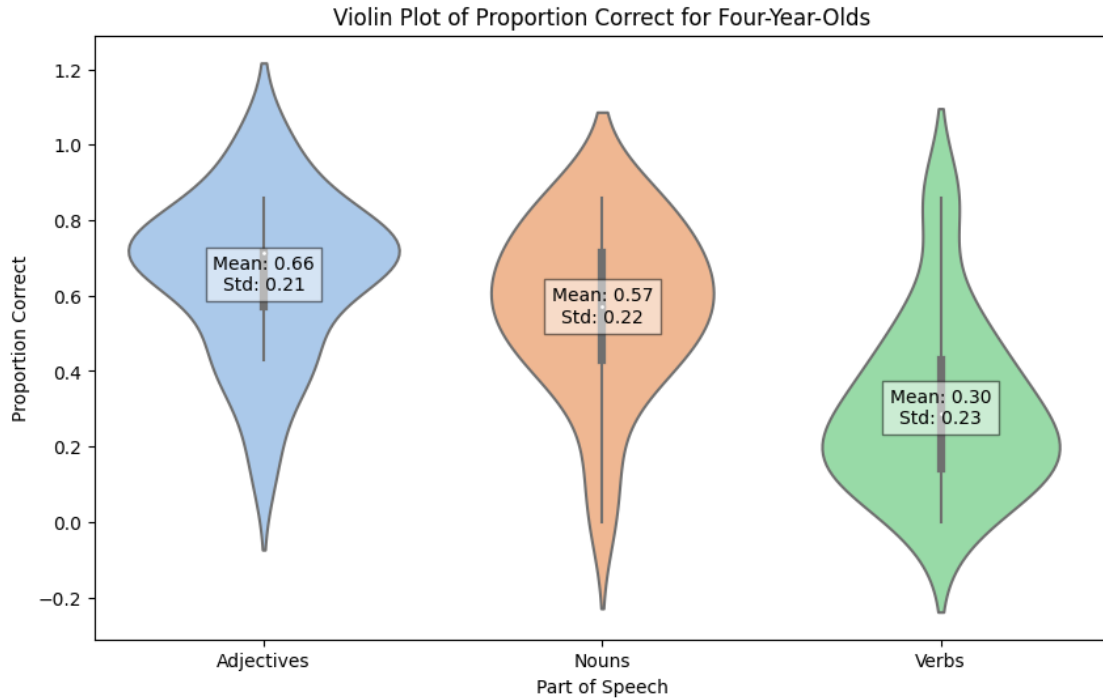 Violin Plot of Proportion Correct for Four-Year-Olds
1.2
1.0
0.8
0.6
0.4
0.2
0.0
−0.2
Proportion Correct
Mean: 0.66
Std: 0.21
Mean: 0.57
Std: 0.22
Mean: 0.30
Std: 0.23
Adjectives
Nouns
Verbs
Part of Speech